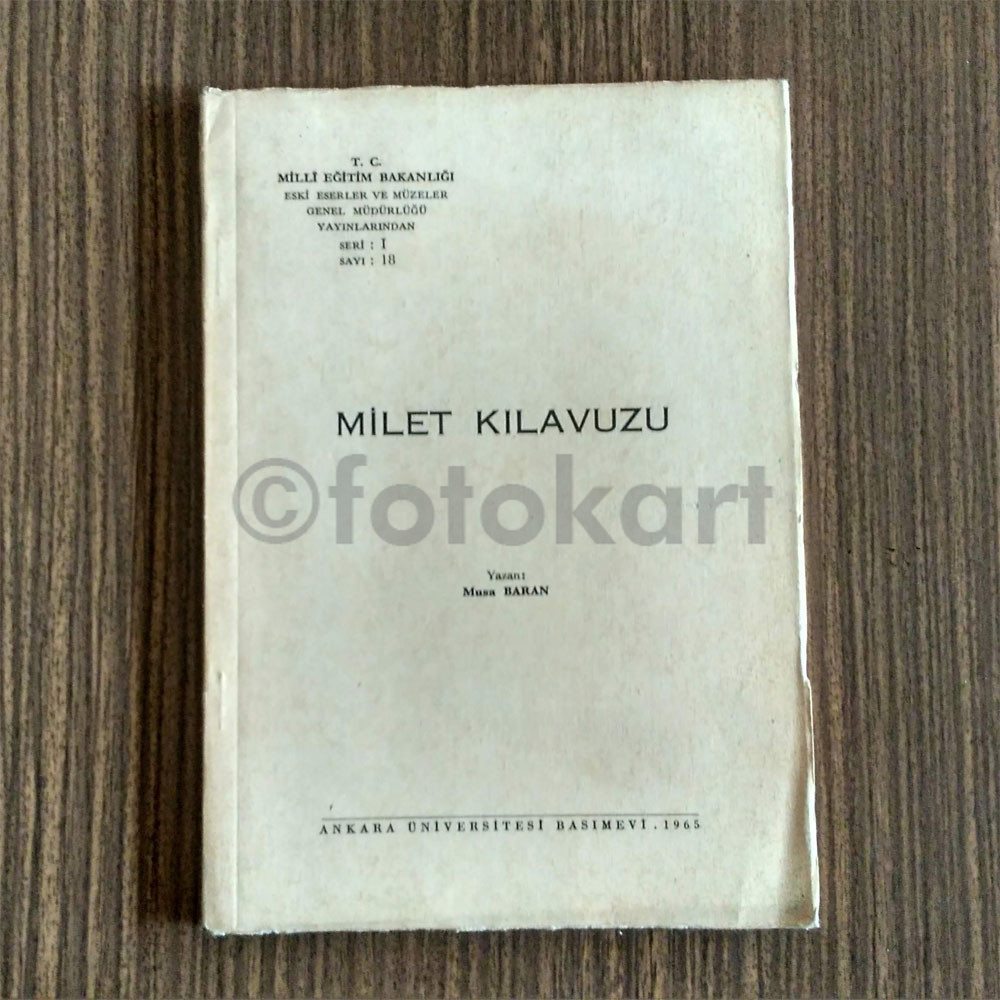 T. C.
MİLLÎ EĞİTİM BAKANLIĞI
ESKİ ESERLER VE MÜZELER
GENEL MÜDÜRLÜĞÜ
YAYINLARINDAN
SERİ : I
SAYI : 18
MİLET KILAVUZU
©fotokart
Yazan:
Musa BARAN
ANKARA ÜNİVERSİTESİ BASIMEVİ . 1965